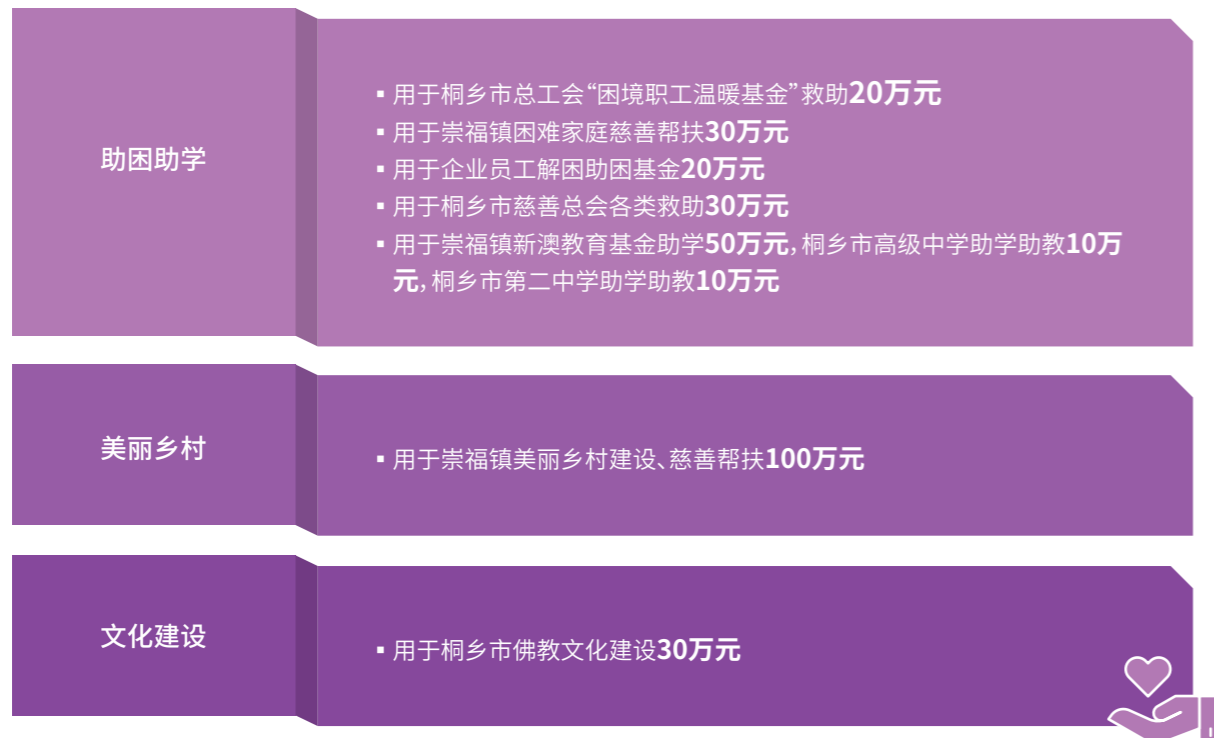 助困助学
▪ 用于桐乡市总工会“困境职工温暖基金”救助20万元
▪ 用于崇福镇困难家庭慈善帮扶30万元
▪ 用于企业员工解困助困基金20万元
▪ 用于桐乡市慈善总会各类救助30万元
▪ 用于崇福镇新澳教育基金助学50万元，桐乡市高级中学助学助教10万
元，桐乡市第二中学助学助教10万元
美丽乡村
▪ 用于崇福镇美丽乡村建设、慈善帮扶100万元
文化建设
▪ 用于桐乡市佛教文化建设30万元